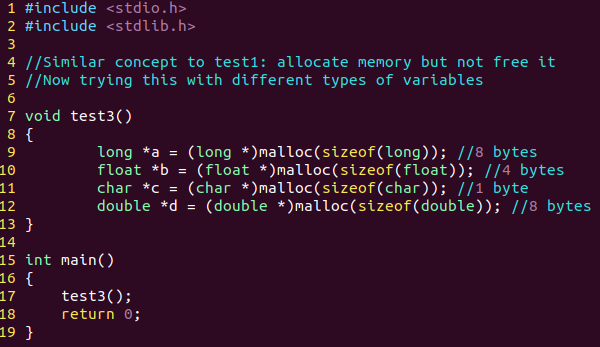 1 #include <stdio.h>
2 #include <stdlib.h>
3
4 //Similar concept to test1: allocate memory but not free it
5 //Now trying this with different types of variables
6
7 void test3()
8 {
9         long *a = (long *)malloc(sizeof(long)); //8 bytes
10         float *b = (float *)malloc(sizeof(float)); //4 bytes
11         char *c = (char *)malloc(sizeof(char)); //1 byte
12         double *d = (double *)malloc(sizeof(double)); //8 bytes
13 }
14
15 int main()
16 {
17     test3();
18     return 0;
19 }